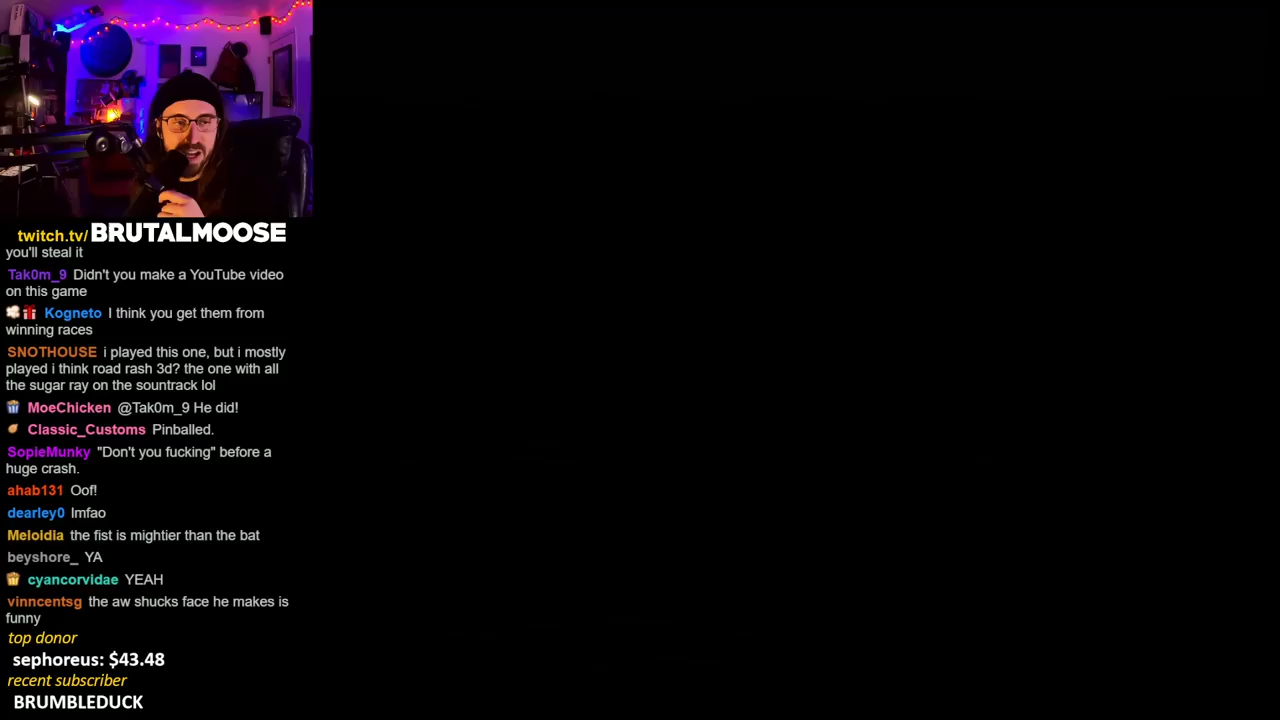 twitch.tv/BRUTALMOOSE
you'll steal it
Tak0m_9 Didn't you make a YouTube video
on this game
Kogneto I think you get them from
winning races
SNOTHOUSE i played this one, but i mostly
played i think road rash 3d? the one with all
the sugar ray on the sountrack lol
MoeChicken @Tak0m_9 He did!
Classic_Customs Pinballed.
SopieMunky "Don't you fucking" before a
huge crash.
ahab131 Oof!
dearley0 lmfao
Meloidia the fist is mightier than the bat
beyshore_ YA
cyancorvidae YEAH
vinncentsg the aw shucks face he makes is
funny
top donor
sephoreus: $43.48
recent subscriber
BRUMBLEDUCK